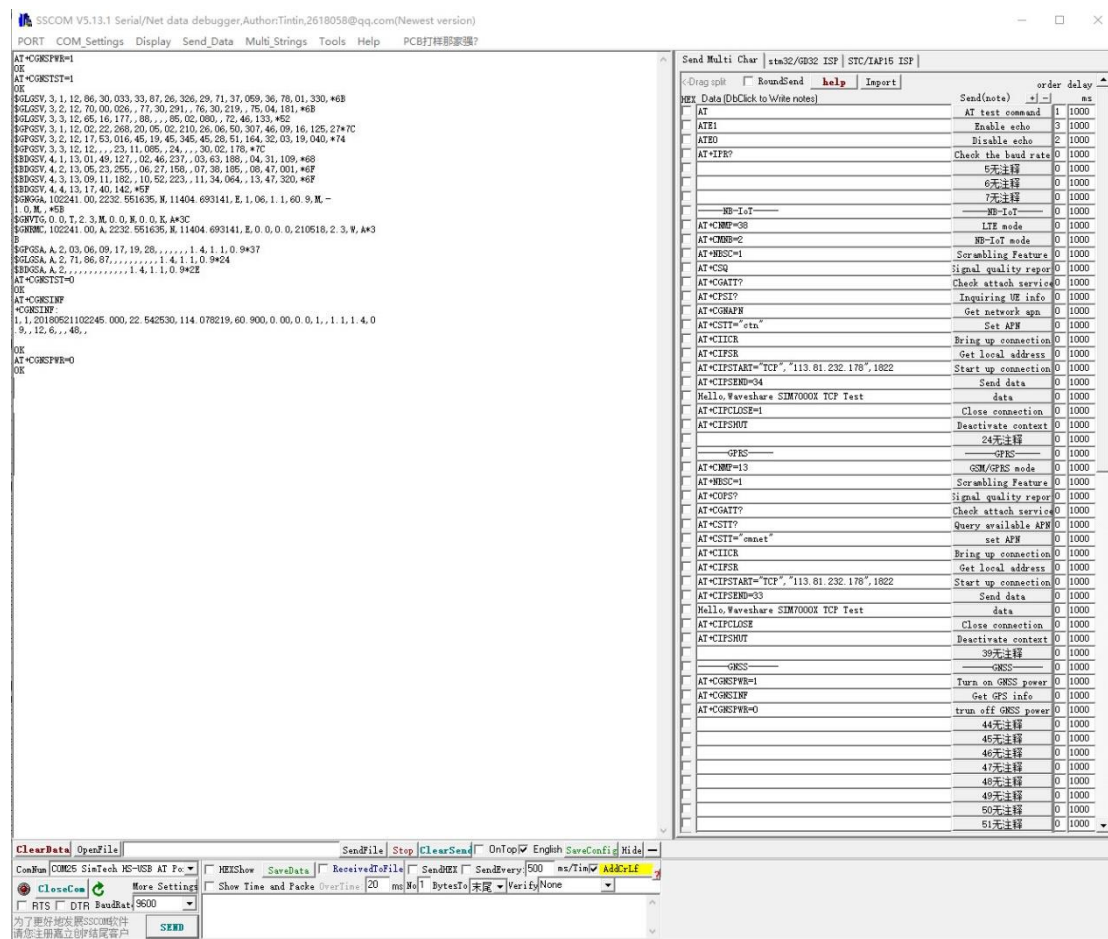 SSCOM V5.13.1 Serial/Net data debugger,Author:Tintin,2618058@qq.com(Newest version)
PORT COM_Settings Display Send_Data Multi_Strings Tools Help PCB打样那家强?
AT+CGNSPWR=1
OK
AT+CGNSTST=1
OK
$GLGSV,3,1,12,86,30,033,33,87,26,326,29,71,37,059,36,78,01,330,*6B
$GLGSV,3,2,12,70,00,026,,77,30,291,,76,30,219,,75,04,181,*6B
$GLGSV,3,3,12,65,16,177,,88,,,,85,02,080,,72,46,133,*52
$GPGSV,3,1,12,02,22,268,20,05,02,210,26,06,50,307,46,09,16,125,27*7C
$GPGSV,3,2,12,17,53,016,45,19,45,345,45,28,51,164,32,03,19,040,*74
$GPGSV,3,3,12,12,,,,23,11,085,,24,,,,30,02,178,*7C
$BDGSV,4,1,13,01,49,127,,02,46,237,,03,63,188,,04,31,109,*68
$BDGSV,4,2,13,05,23,255,,06,27,158,,07,38,185,,08,47,001,*6F
$BDGSV,4,3,13,09,11,182,,10,52,223,,11,34,064,,13,47,320,*6F
$BDGSV,4,4,13,17,40,142,*5F
$GNGGA,102241.00,2232.551635,N,11404.693141,E,1,06,1.1,60.9,M,-
1.0,M,,*5B
$GNVTG,0.0,T,2.3,M,0.0,N,0.0,K,A*3C
$GNRMC,102241.00,A,2232.551635,N,11404.693141,E,0.0,0.0,210518,2.3,W,A*3
B
$GPGSA,A,2,03,06,09,17,19,28,,,,,,,1.4,1.1,0.9*37
$GLGSA,A,2,71,86,87,,,,,,,,,,1.4,1.1,0.9*24
$BDGSA,A,2,,,,,,,,,,,,,1.4,1.1,0.9*2E
AT+CGNSTST=0
OK
AT+CGNSINF
+CGNSINF:
1,1,20180521102245.000,22.542530,114.078219,60.900,0.00,0.0,1,,1.1,1.4,0
.9,,12,6,,,48,,
OK
AT+CGNSPWR=0
OK
Send Multi Char stm32/GD32 ISP STC/IAP15 ISP
<-Drag split RoundSend help Import order delay
HEX Data(DbClick to Write notes) Send(note) + - ms
AT AT test command 1 1000
ATE1 Enable echo 3 1000
ATE0 Disable echo 2 1000
AT+IPR? Check the baud rate 0 1000
5无注释 0 1000
6无注释 0 1000
7无注释 0 1000
——NB-IoT—— ——NB-IoT—— 0 1000
AT+CNMP=38 LTE mode 0 1000
AT+CMNB=2 NB-IoT mode 0 1000
AT+NBSC=1 Scrambling Feature 0 1000
AT+CSQ Signal quality repor 0 1000
AT+CGATT? Check attach service 0 1000
AT+CPSI? Inquiring UE info 0 1000
AT+CGNAPN Get network apn 0 1000
AT+CSTT="ctn" Set APN 0 1000
AT+CIICR Bring up connection 0 1000
AT+CIFSR Get local address 0 1000
AT+CIPSTART="TCP","113.81.232.178",1822 Start up connection 0 1000
AT+CIPSEND=34 Send data 0 1000
Hello,Waveshare SIM7000X TCP Test data 0 1000
AT+CIPCLOSE=1 Close connection 0 1000
AT+CIPSHUT Deactivate context 0 1000
24无注释 0 1000
——GPRS—— ——GPRS—— 0 1000
AT+CNMP=13 GSM/GPRS mode 0 1000
AT+NBSC=1 Scrambling Feature 0 1000
AT+COPS? Signal quality repor 0 1000
AT+CGATT? Check attach service 0 1000
AT+CSTT? Query available APN 0 1000
AT+CSTT="cmnet" set APN 0 1000
AT+CIICR Bring up connection 0 1000
AT+CIFSR Get local address 0 1000
AT+CIPSTART="TCP","113.81.232.178",1822 Start up connection 0 1000
AT+CIPSEND=33 Send data 0 1000
Hello,Waveshare SIM7000X TCP Test data 0 1000
AT+CIPCLOSE Close connection 0 1000
AT+CIPSHUT Deactivate context 0 1000
39无注释 0 1000
——GNSS—— ——GNSS—— 0 1000
AT+CGNSPWR=1 Turn on GNSS power 0 1000
AT+CGNSINF Get GPS info 0 1000
AT+CGNSPWR=0 trun off GNSS power 0 1000
44无注释 0 1000
45无注释 0 1000
46无注释 0 1000
47无注释 0 1000
48无注释 0 1000
49无注释 0 1000
50无注释 0 1000
51无注释 0 1000
ClearData OpenFile SendFile Stop ClearSend OnTop English SaveConfig Hide —
ComNum COM25 SimTech HS-USB AT Po: HEXShow SaveData ReceivedToFile SendHEX SendEvery: 500 ms/Tim AddCrLf
CloseCom More Settings Show Time and Packe OverTime: 20 ms No 1 BytesTo 末尾 Verify None
RTS DTR BaudRat: 9600
为了更好地发展SSCOM软件
请您注册嘉立创F结尾客户
SEND